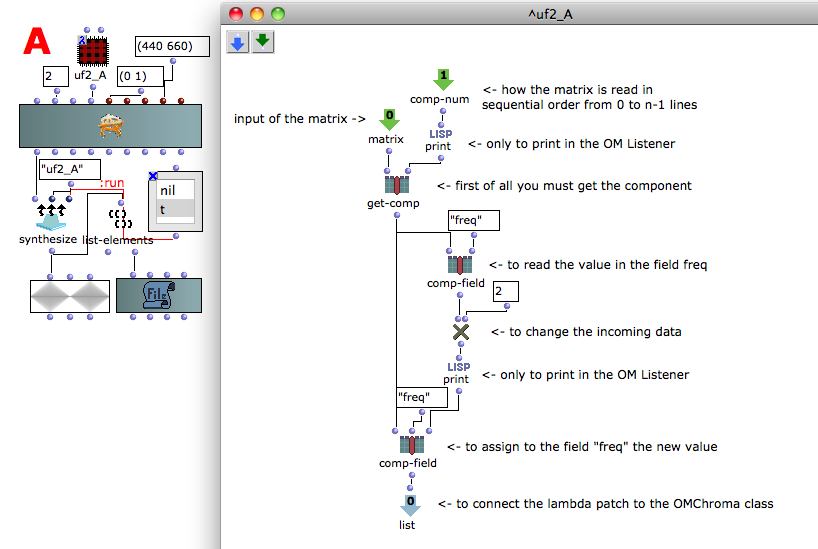 ^uf2_A
A
(440 660)
2
uf2_A
(0 1)
"uf2_A"
:run
nil
t
synthesize
list-elements
File
1
comp-num
<- how the matrix is read in
sequential order from 0 to n-1 lines
input of the matrix ->
0
matrix
LISP
print
<- only to print in the OM Listener
get-comp
<- first of all you must get the component
"freq"
comp-field
<- to read the value in the field freq
2
<- to change the incoming data
LISP
print
<- only to print in the OM Listener
"freq"
comp-field
<- to assign to the field "freq" the new value
0
list
<- to connect the lambda patch to the OMChroma class